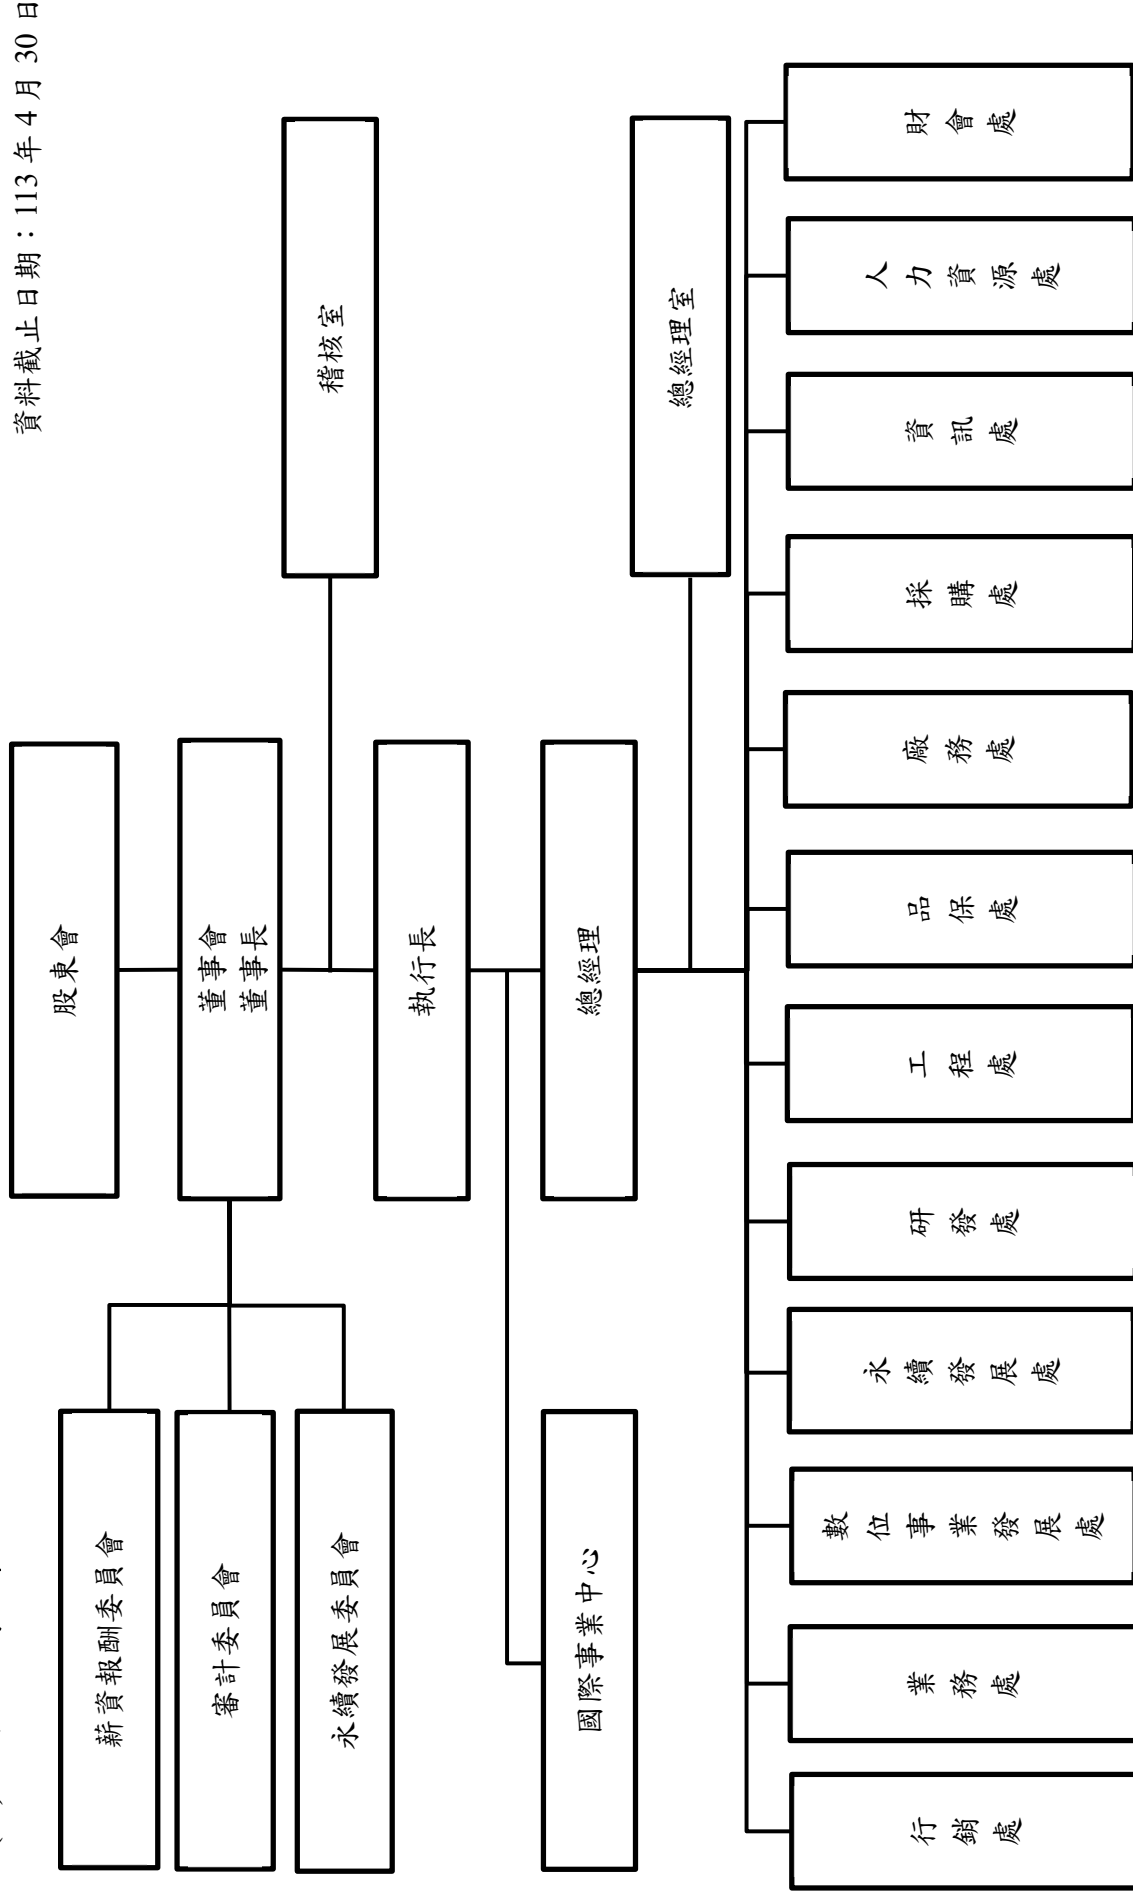 資料截止日期：113 年 4 月 30 日
股東會
董事會
董事長
薪資報酬委員會
審計委員會
永續發展委員會
稽核室
執行長
國際事業中心
總經理
總經理室
行銷處
業務處
數位事業發展處
永續發展處
研發處
工程處
品保處
廠務處
採購處
資訊處
人力資源處
財會處